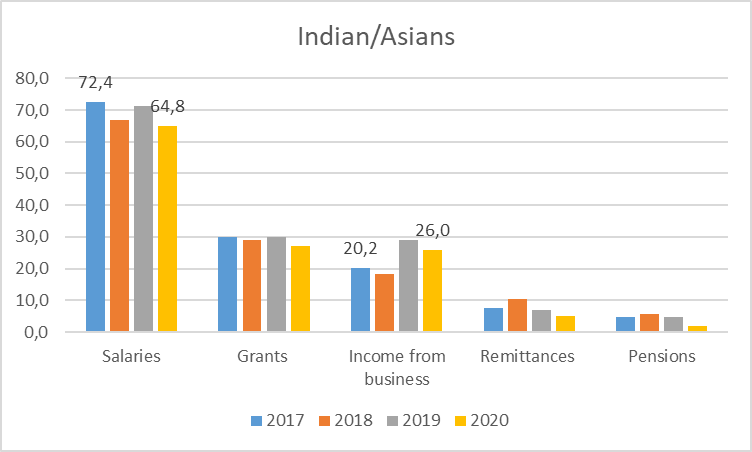 Indian/Asians
80,0
70,0
60,0
50,0
40,0
30,0
20,0
10,0
0,0
72,4
64,8
20,2
26,0
Salaries
Grants
Income from
business
Remittances
Pensions
2017 2018 2019 2020